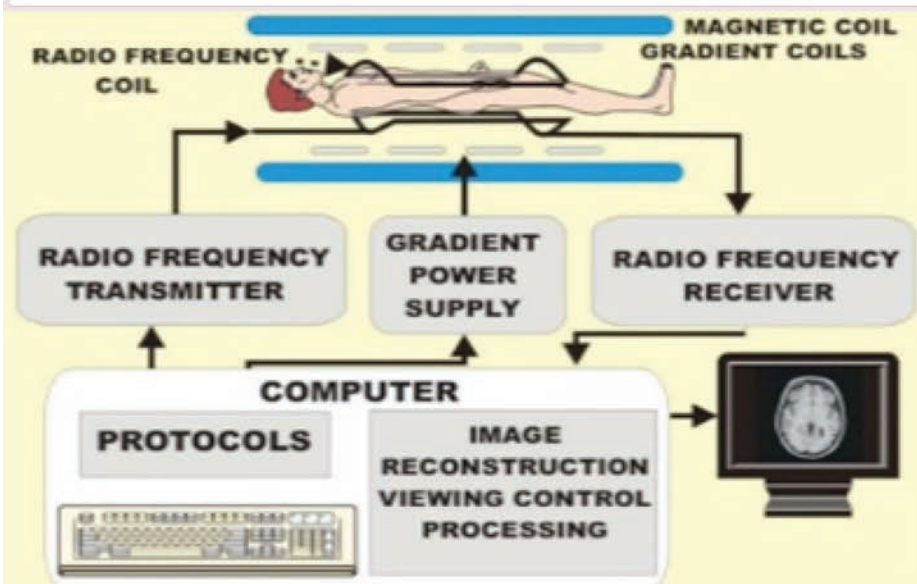 MAGNETIC COIL
RADIO FREQUENCY
COIL
GRADIENT COILS
RADIO FREQUENCY
TRANSMITTER
GRADIENT
POWER
SUPPLY
RADIO FREQUENCY
RECEIVER
COMPUTER
PROTOCOLS
IMAGE
RECONSTRUCTION
VIEWING CONTROL
PROCESSING